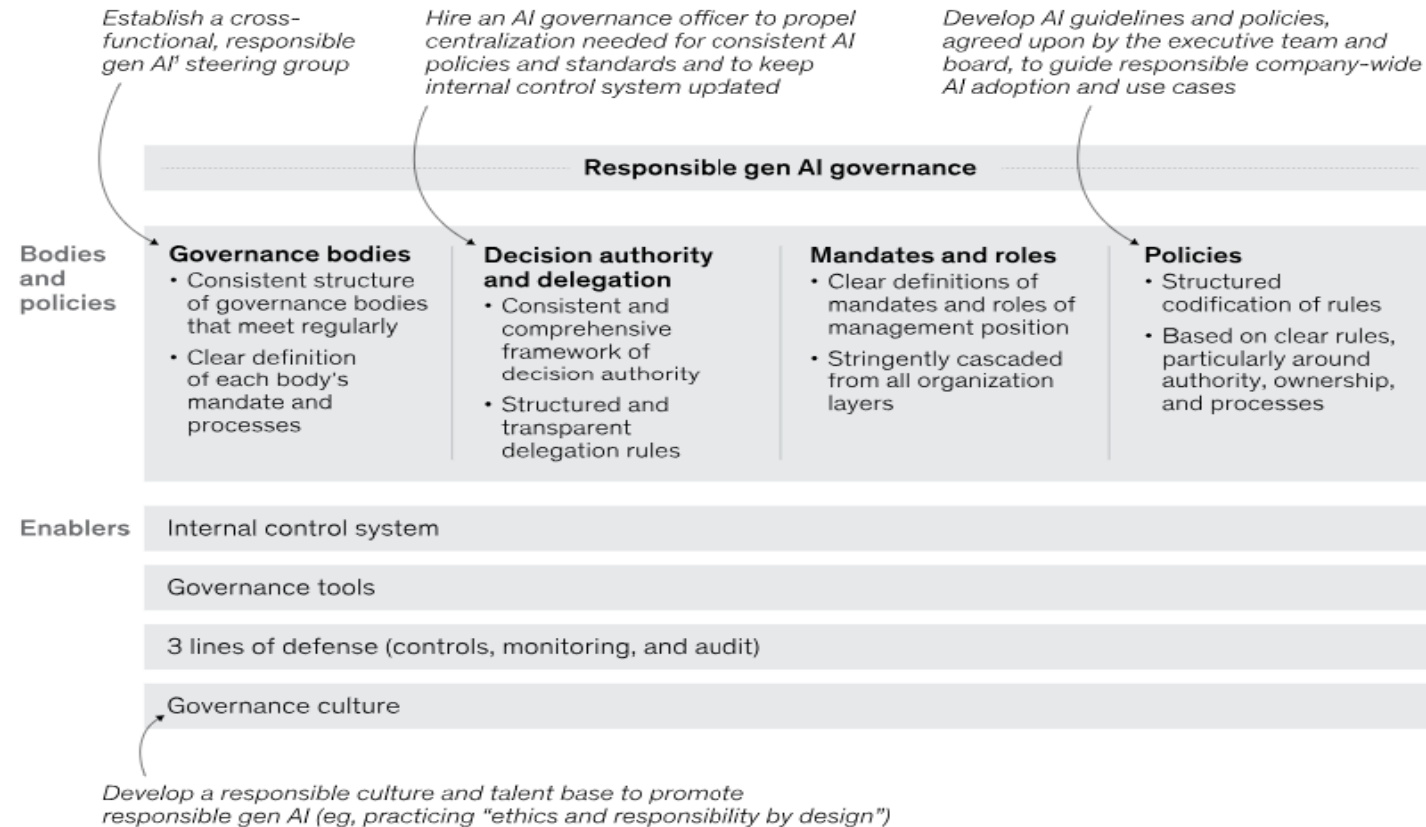 Establish a cross-
functional, responsible
gen AI¹ steering group
Hire an AI governance officer to propel
centralization needed for consistent AI
policies and standards and to keep
internal control system updated
Develop AI guidelines and policies,
agreed upon by the executive team and
board, to guide responsible company-wide
AI adoption and use cases
Responsible gen AI governance
Bodies
and
policies
Governance bodies
• Consistent structure
of governance bodies
that meet regularly
• Clear definition
of each body's
mandate and
processes
Decision authority
and delegation
• Consistent and
comprehensive
framework of
decision authority
• Structured and
transparent
delegation rules
Mandates and roles
• Clear definitions of
mandates and roles of
management position
• Stringently cascaded
from all organization
layers
Policies
• Structured
codification of rules
• Based on clear rules,
particularly around
authority, ownership,
and processes
Enablers
Internal control system
Governance tools
3 lines of defense (controls, monitoring, and audit)
Governance culture
Develop a responsible culture and talent base to promote
responsible gen AI (eg, practicing “ethics and responsibility by design”)